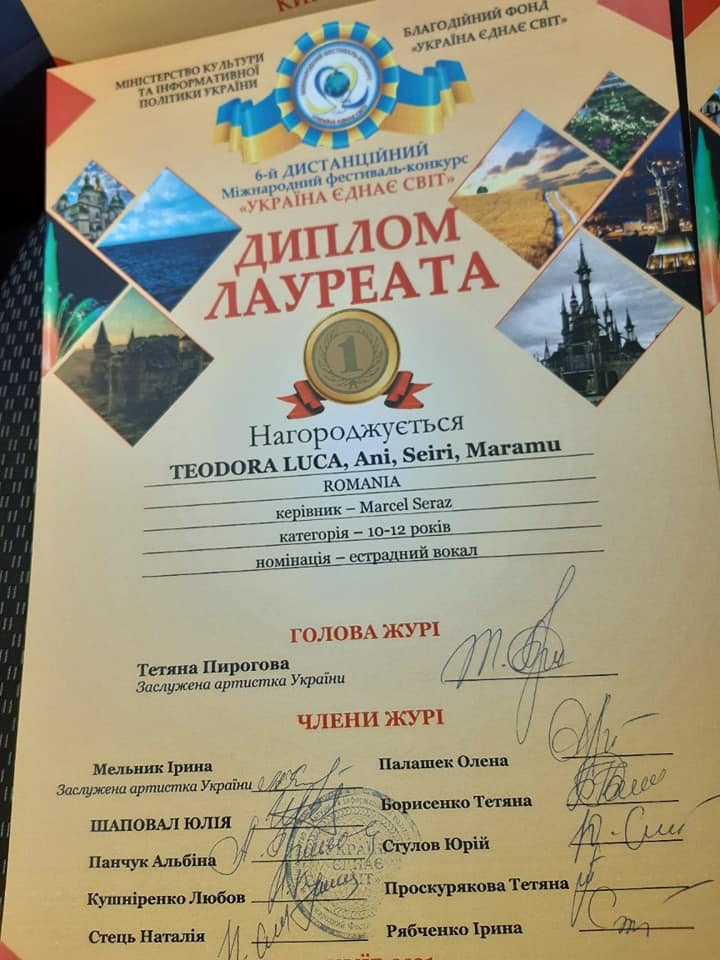 МІНІСТЕРСТВО КУЛЬТУРИ
ТА ІНФОРМАТИВНОЇ
ПОЛІТИКИ УКРАЇНИ
БЛАГОДІЙНИЙ ФОНД
«УКРАЇНА ЄДНАЄ СВІТ»
6-й ДИСТАНЦІЙНИЙ
Міжнародний фестиваль-конкурс
«УКРАЇНА ЄДНАЄ СВІТ»
ДИПЛОМ
ЛАУРЕАТА
1
Нагороджується
TEODORA LUCA, Ani, Seiri, Maramu
ROMANIA
керівник – Marcel Seraz
категорія – 10-12 років
номінація – естрадний вокал
ГОЛОВА ЖУРІ
Тетяна Пирогова
Заслужена артистка України
ЧЛЕНИ ЖУРІ
Мельник Ірина
Заслужена артистка України
ШАПОВАЛ ЮЛІЯ
Панчук Альбіна
Кушніренко Любов
Стець Наталія
Палашек Олена
Борисенко Тетяна
Стулов Юрій
Проскурякова Тетяна
Рябченко Ірина